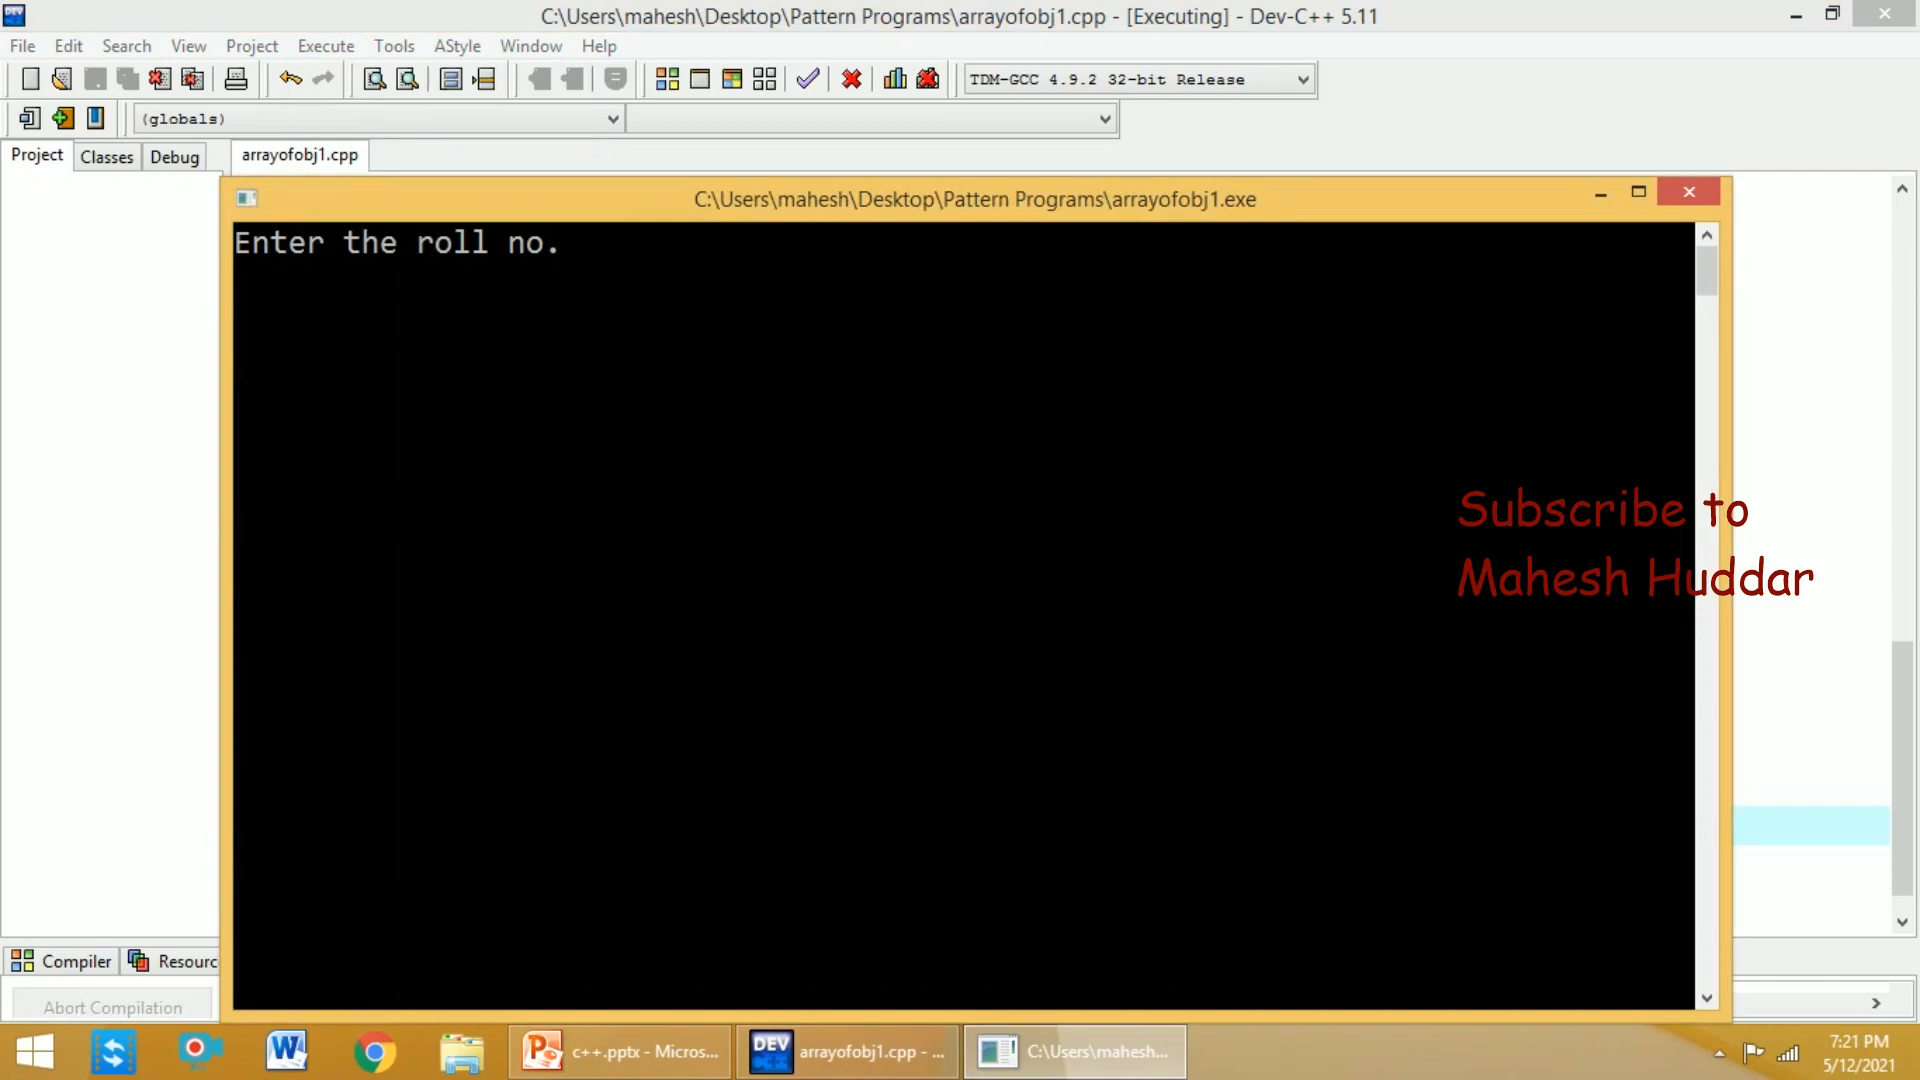 C:\Users\mahesh\Desktop\Pattern Programs\arrayofobj1.cpp - [Executing] - Dev-C++ 5.11
File Edit Search View Project Execute Tools AStyle Window Help
TDM-GCC 4.9.2 32-bit Release
(globals)
Project Classes Debug arrayofobj1.cpp
C:\Users\mahesh\Desktop\Pattern Programs\arrayofobj1.exe
Enter the roll no.
Subscribe to
Mahesh Huddar
Compiler Resourc
Abort Compilation
c++.pptx - Micros... DEV arrayofobj1.cpp - ... C:\Users\mahesh...
7:21 PM
5/12/2021